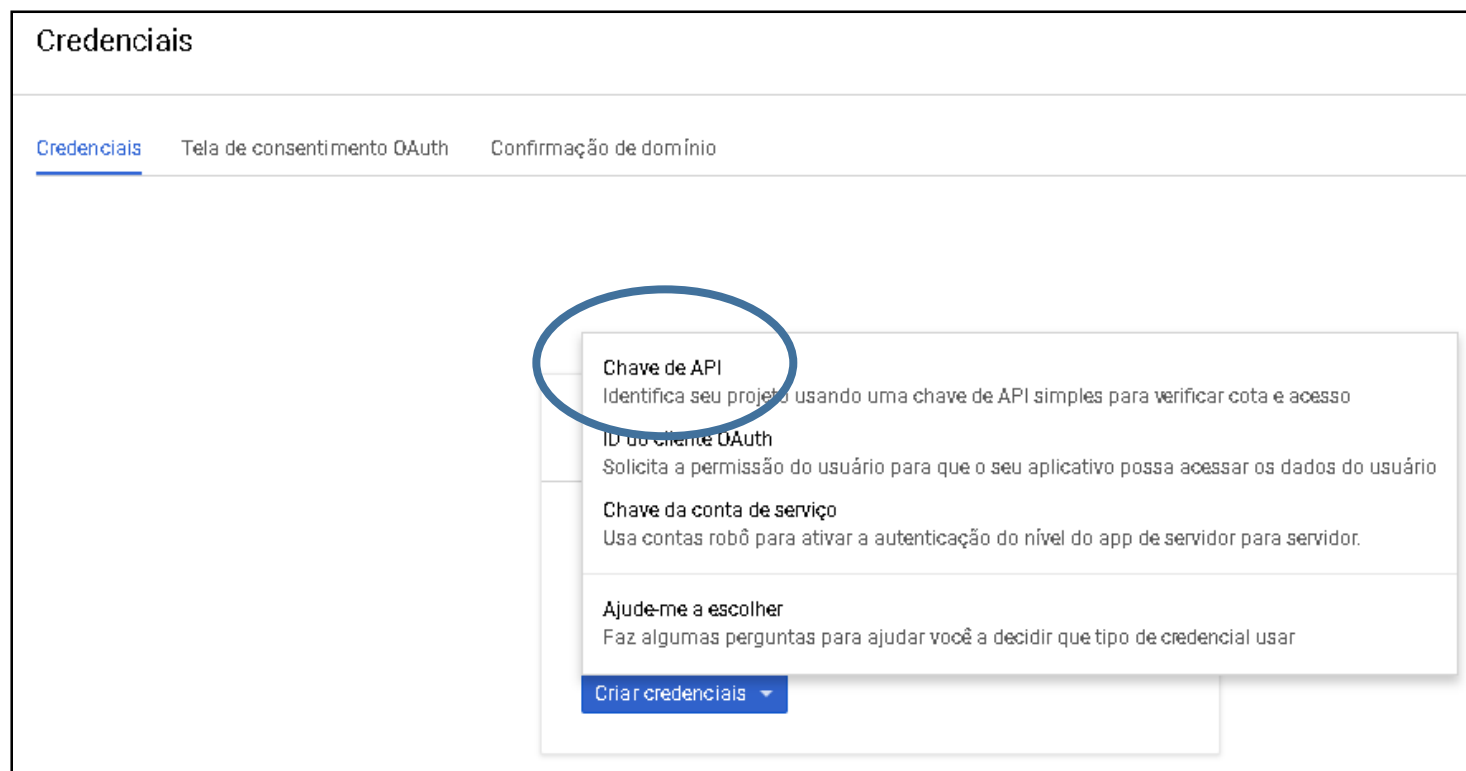 Credenciais
Credenciais Tela de consentimento OAuth Confirmação de domínio
Chave de API
Identifica seu projeto usando uma chave de API simples para verificar cota e acesso
ID do cliente OAuth
Solicita a permissão do usuário para que o seu aplicativo possa acessar os dados do usuário
Chave da conta de serviço
Usa contas robô para ativar a autenticação do nível do app de servidor para servidor.
Ajude-me a escolher
Faz algumas perguntas para ajudar você a decidir que tipo de credencial usar
Criar credenciais